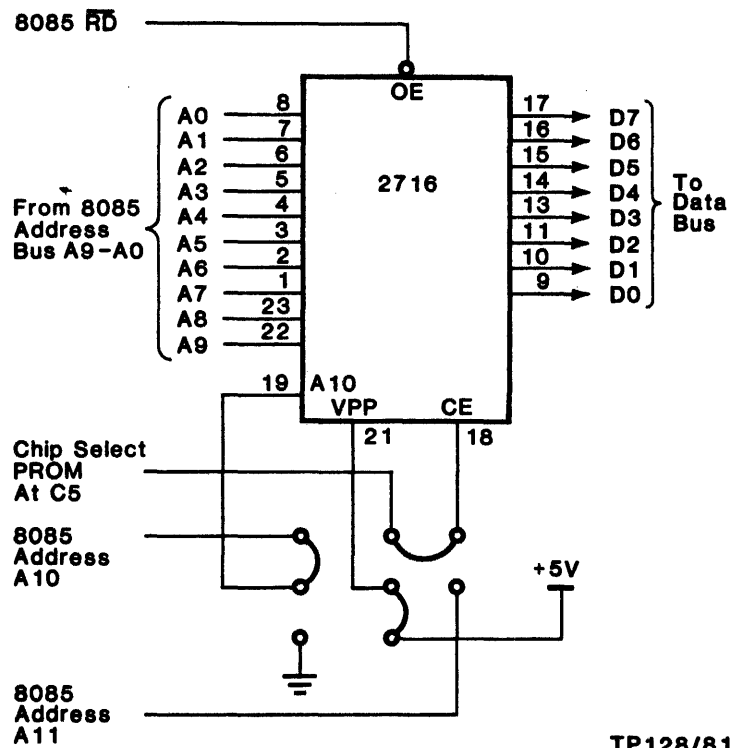 8085 RD
OE
2716
A0 8
A1 7
A2 6
A3 5
A4 4
A5 3
A6 2
A7 1
A8 23
A9 22
From 8085
Address
Bus A9-A0
17 D7
16 D6
15 D5
14 D4
13 D3
11 D2
10 D1
9 D0
To
Data
Bus
19 A10
VPP CE
21 18
Chip Select
PROM
At C5
8085
Address
A10
+5V
8085
Address
A11
TP128/81